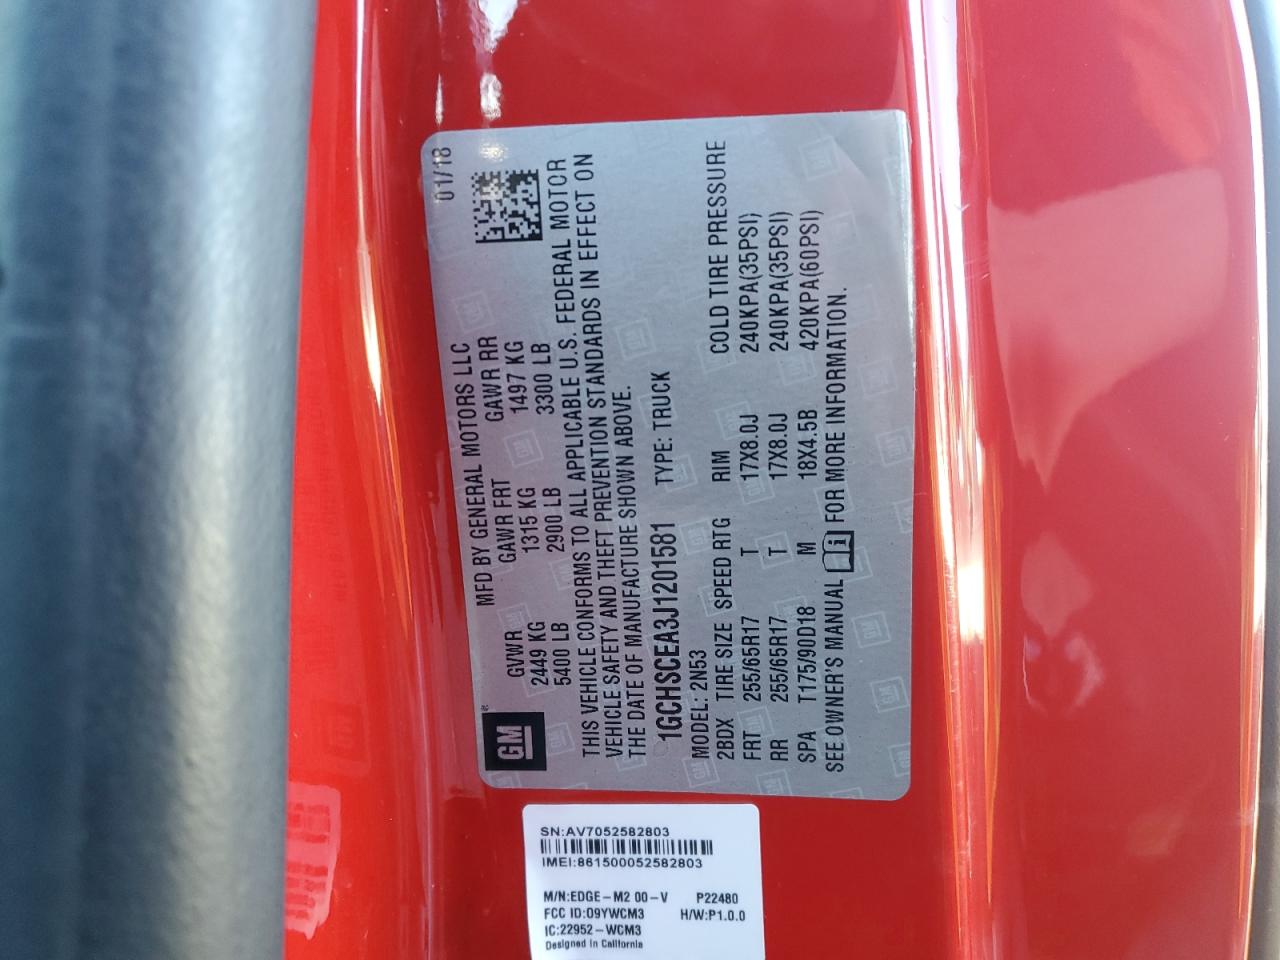 MFD BY GENERAL MOTORS LLC 01/18
GVWR GAWR FRT GAWR RR
2449 KG 1315 KG 1497 KG
5400 LB 2900 LB 3300 LB
GM
THIS VEHICLE CONFORMS TO ALL APPLICABLE U.S. FEDERAL MOTOR
VEHICLE SAFETY AND THEFT PREVENTION STANDARDS IN EFFECT ON
THE DATE OF MANUFACTURE SHOWN ABOVE.
1GCHSCEA3J1201581 TYPE: TRUCK
MODEL: 2N53
2BDX TIRE SIZE SPEED RTG RIM COLD TIRE PRESSURE
FRT 255/65R17 T 17X8.0J 240KPA(35PSI)
RR 255/65R17 T 17X8.0J 240KPA(35PSI)
SPA T175/90D18 M 18X4.5B 420KPA(60PSI)
SEE OWNER'S MANUAL FOR MORE INFORMATION.
SN:AV7052582803
IMEI:861500052582803
M/N:EDGE-M2 00-V P22480
FCC ID:O9YWCM3 H/W:P1.0.0
IC:22952-WCM3
Designed in California